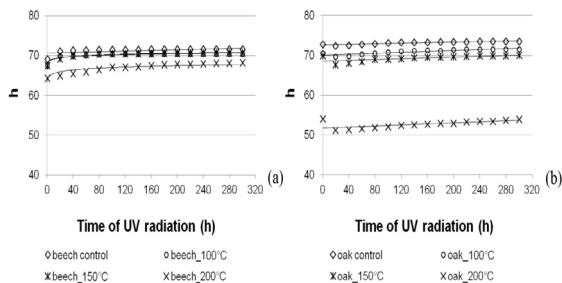 80
70
60
50
40
h
0 40 80 120 160 200 240 280 320
(a)
Time of UV radiation (h)
beech control
beech_100°C
beech_150°C
beech_200°C
80
70
60
50
40
h
0 40 80 120 160 200 240 280 320
(b)
Time of UV radiation (h)
oak control
oak_100°C
oak_150°C
oak_200°C